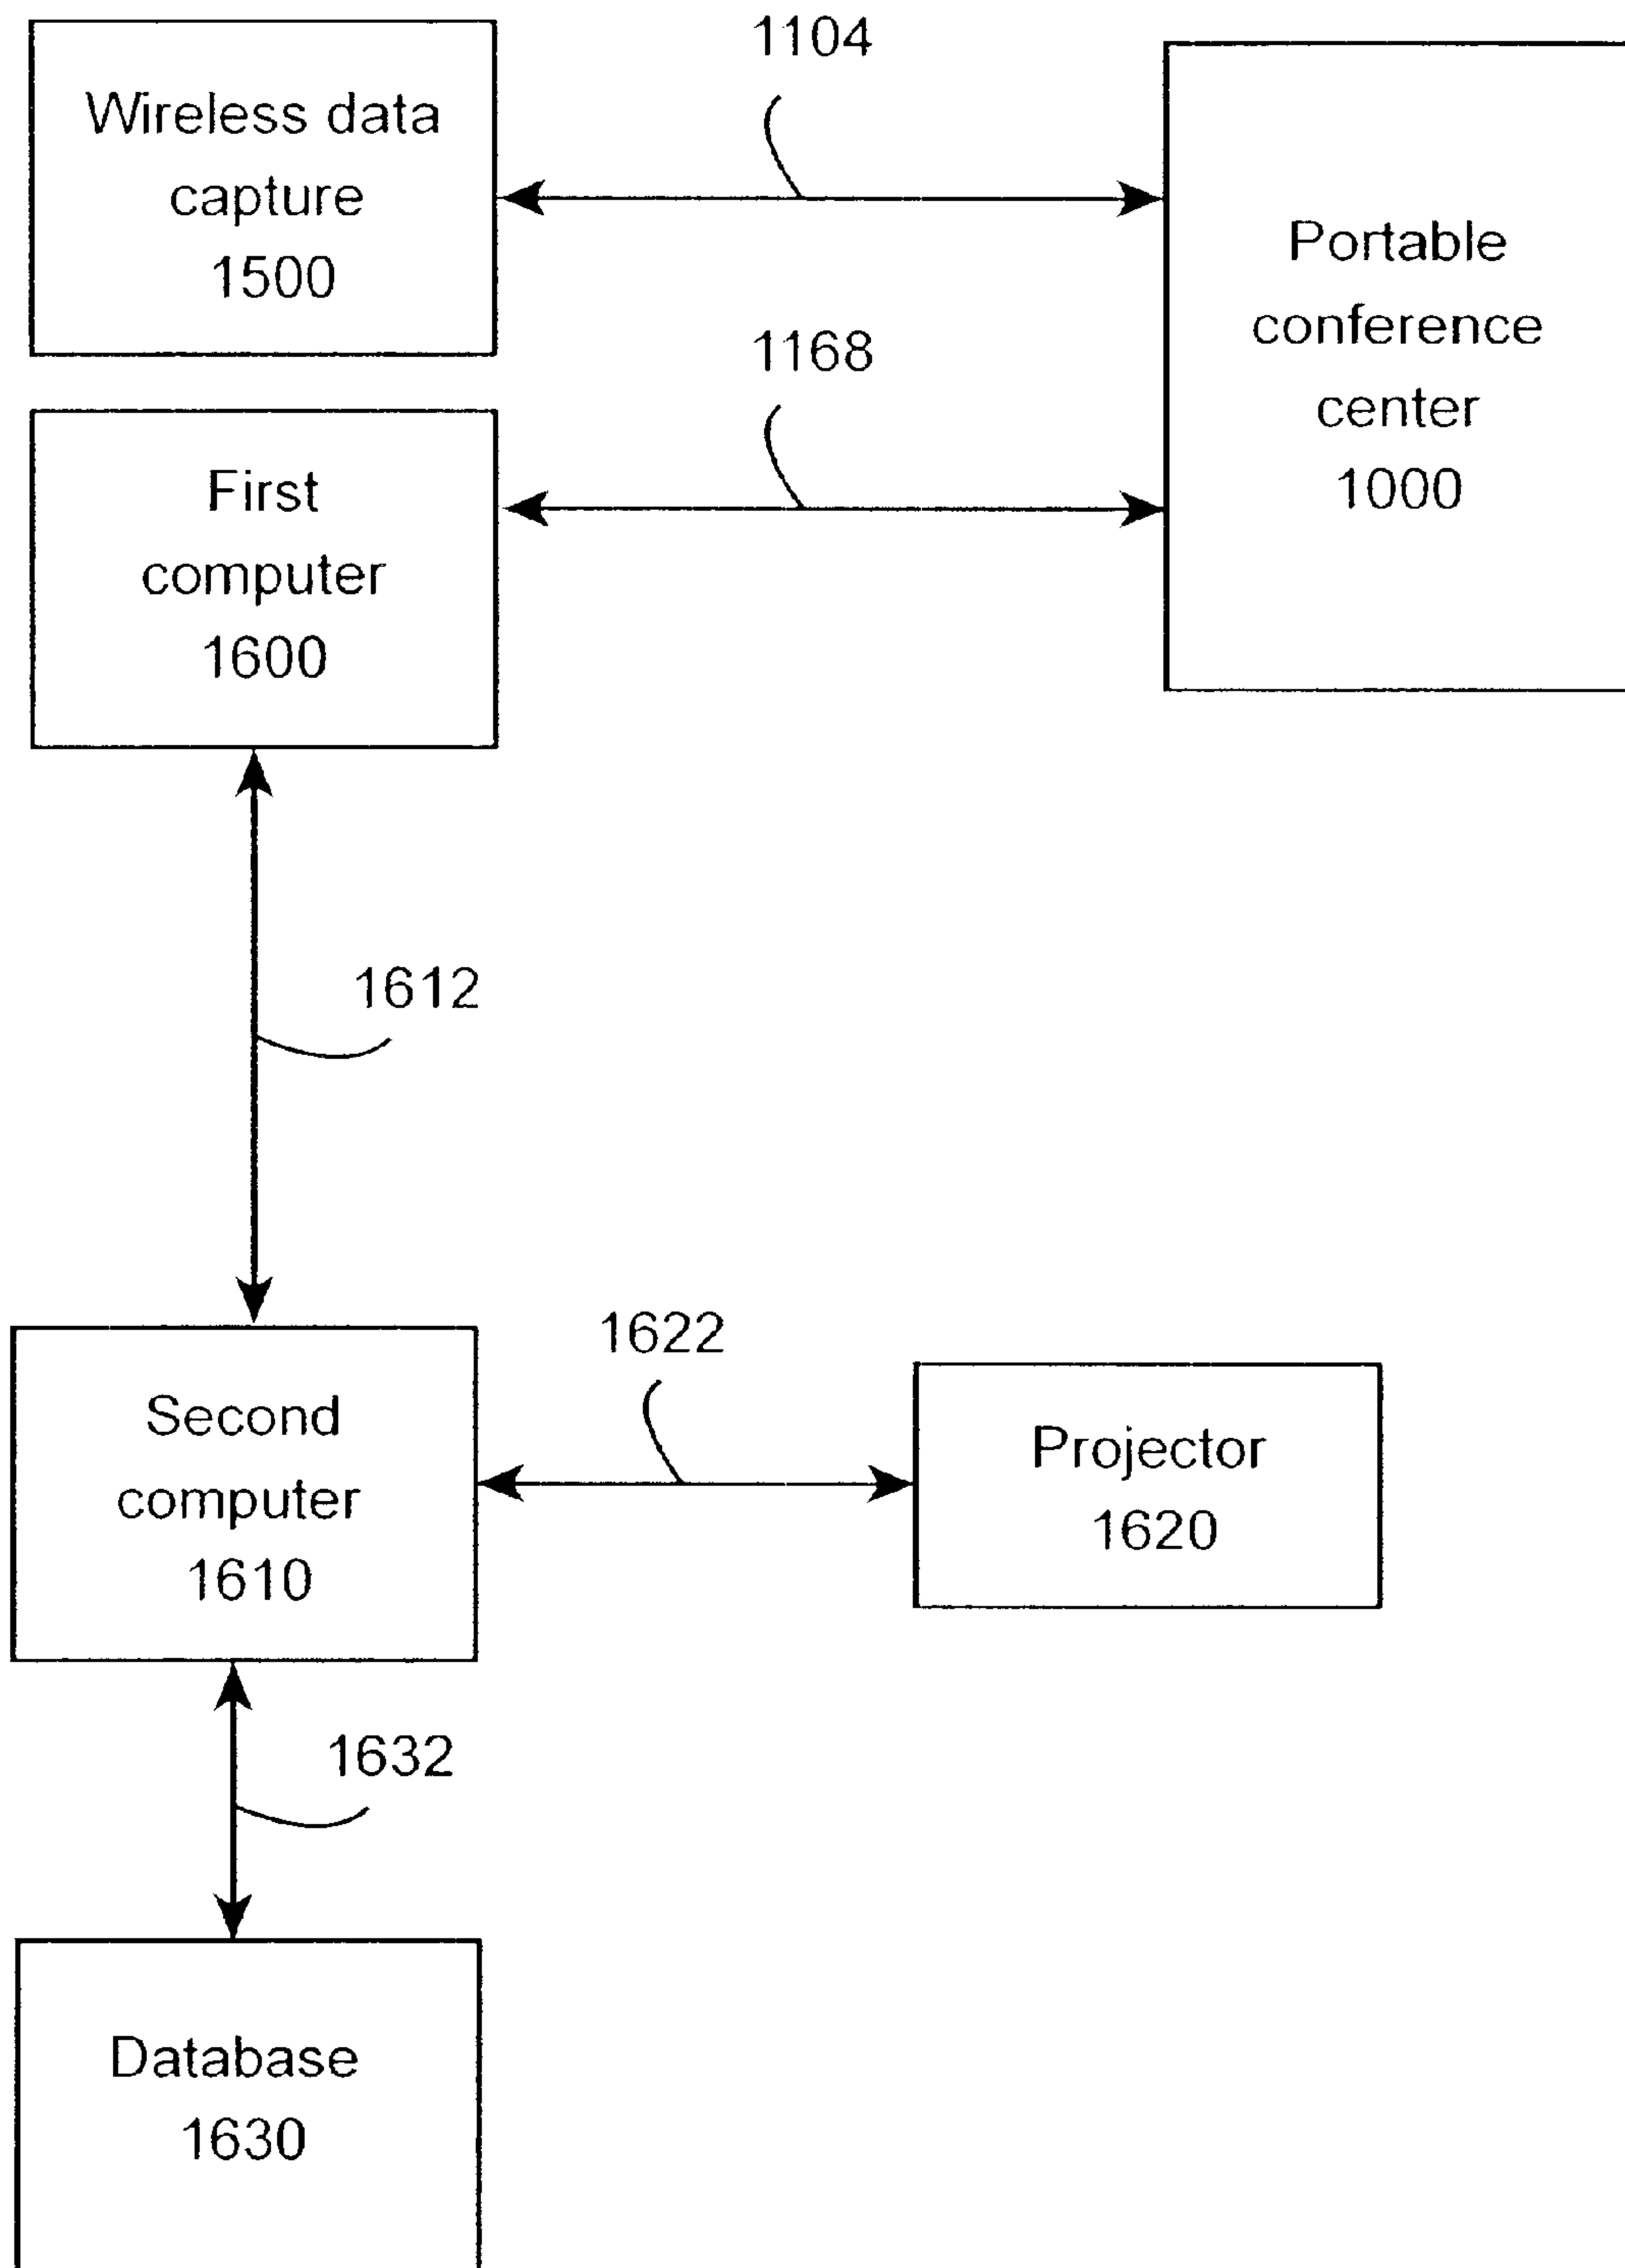 1104
Wireless data
capture
1500
Portable
conference
center
1000
1168
First
computer
1600
1612
1622
Second
computer
1610
Projector
1620
1632
Database
1630